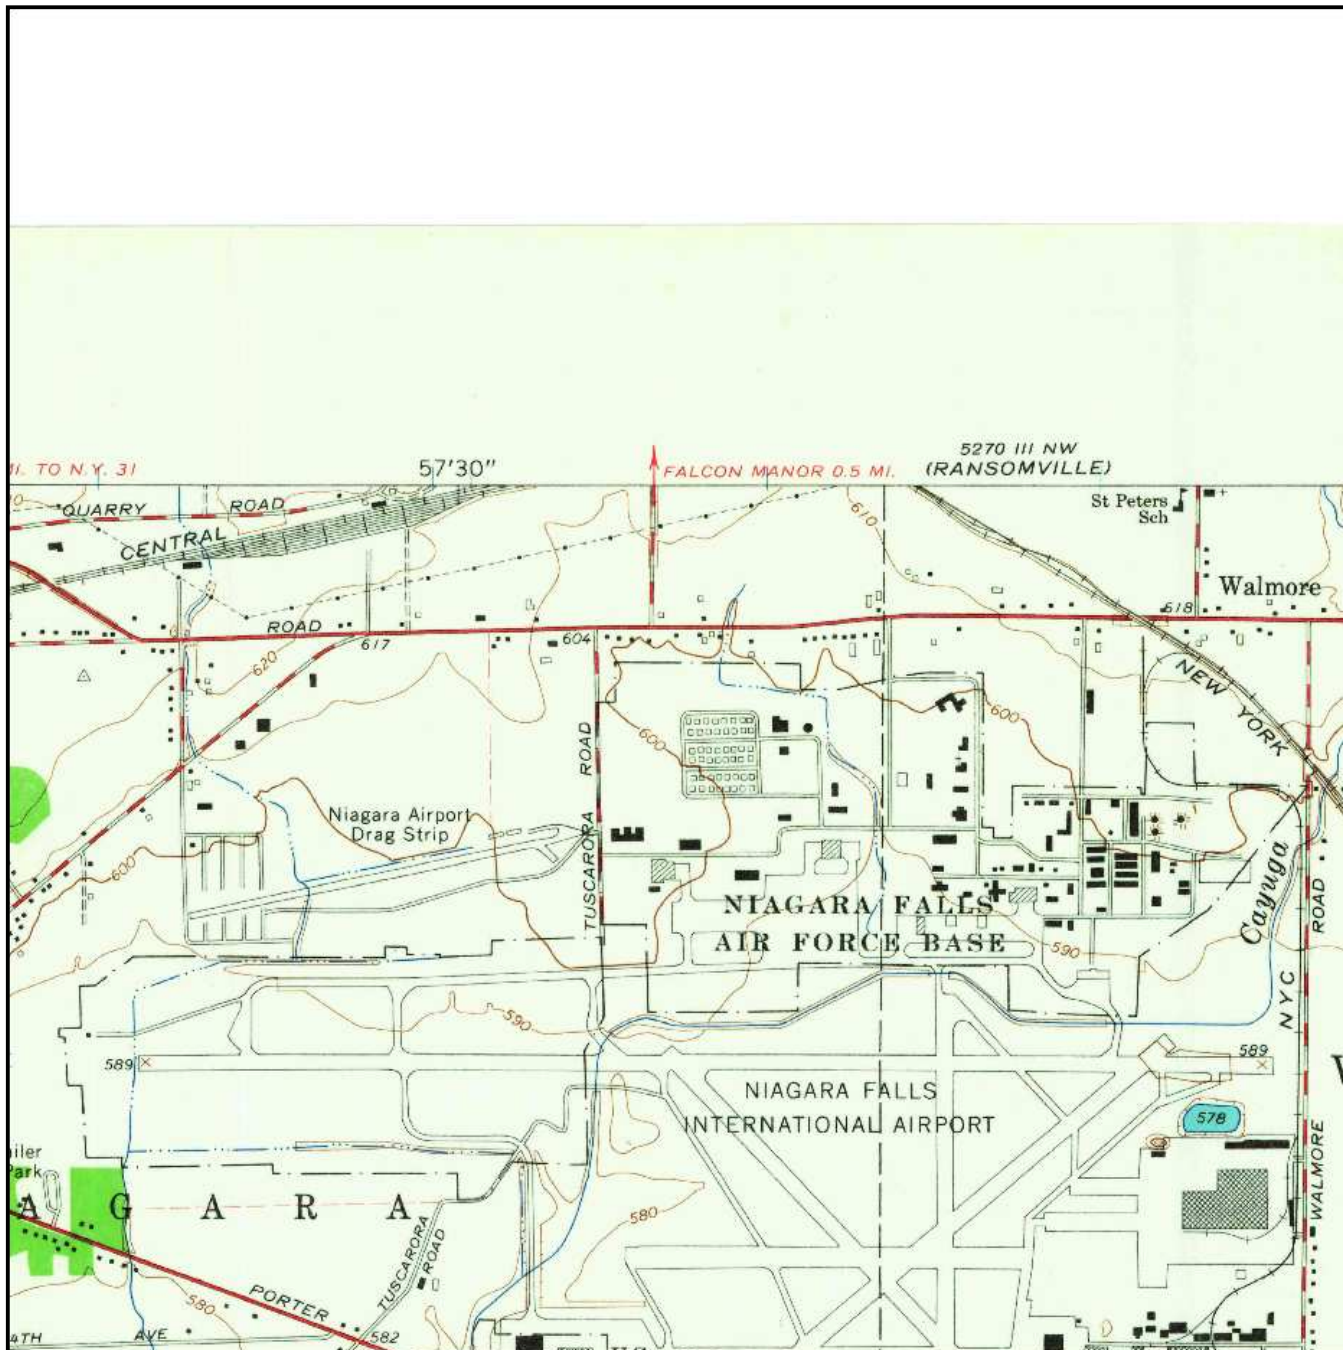 5270 III NW
MI. TO N.Y. 31
57'30"
FALCON MANOR 0.5 MI.
(RANSOMVILLE)
QUARRY ROAD
610
St Peters
Sch
CENTRAL
Walmore
618
ROAD
617
604
620
NEW YORK
600
600
TUSCARORA ROAD
Niagara Airport
Drag Strip
600
Cayuga
ROAD
NIAGARA FALLS
AIR FORCE BASE
590
NYC
590
589
589
NIAGARA FALLS
INTERNATIONAL AIRPORT
578
Park
WALMORE
A G A R A
580
TUSCARORA
ROAD
PORTER
580
4TH AVE
582
U S